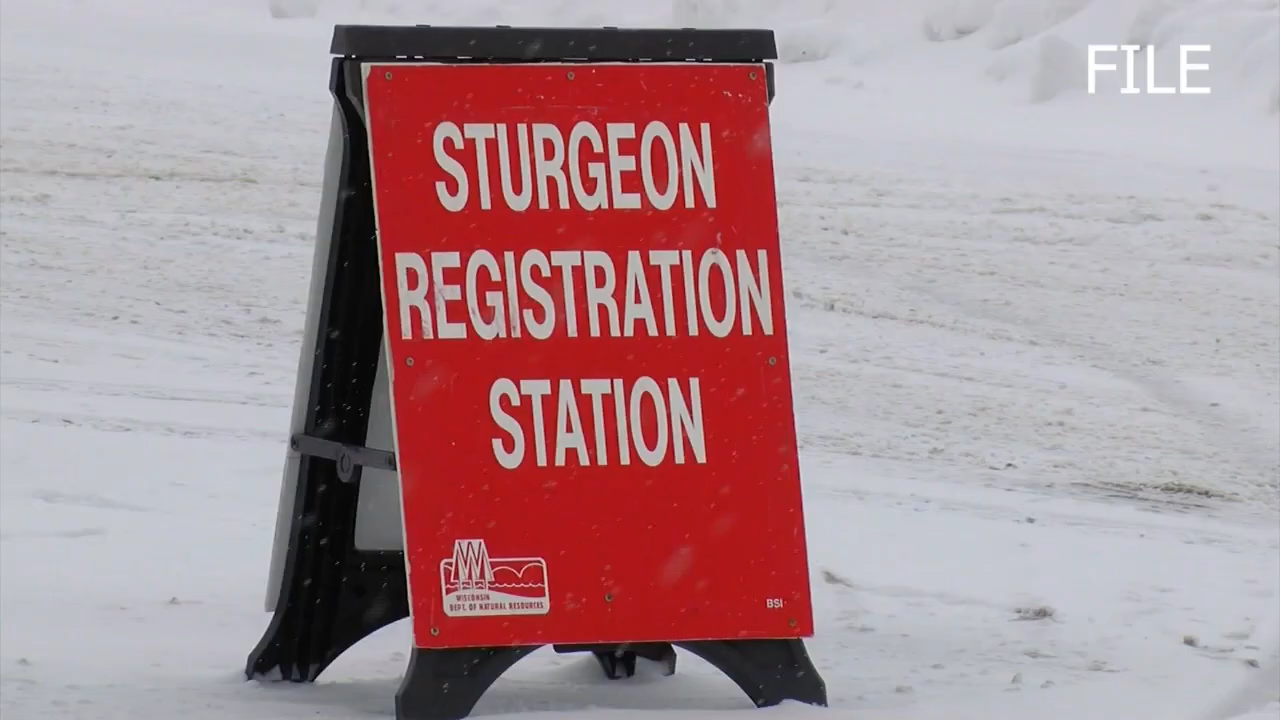 FILE
STURGEON
REGISTRATION
STATION
WISCONSIN
DEPT. OF NATURAL RESOURCES
BSI